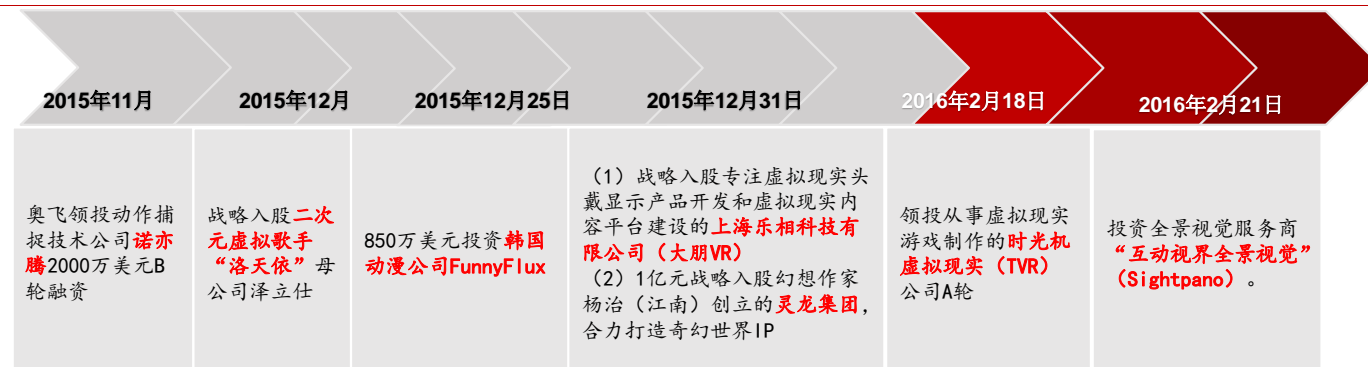 2015年11月
2015年12月
2015年12月25日
2015年12月31日
2016年2月18日
2016年2月21日
奥飞领投动作捕
捉技术公司诺亦
腾2000万美元B
轮融资
战略入股二次
元虚拟歌手
“洛天依”母
公司泽立仕
850万美元投资韩国
动漫公司FunnyFlux
（1）战略入股专注虚拟现实头
戴显示产品开发和虚拟现实内
容平台建设的上海乐相科技有
限公司（大朋VR）
（2）1亿元战略入股幻想作家
杨治（江南）创立的灵龙集团，
合力打造奇幻世界IP
领投从事虚拟现实
游戏制作的时光机
虚拟现实（TVR）
公司A轮
投资全景视觉服务商
“互动视界全景视觉”
（Sightpano）。